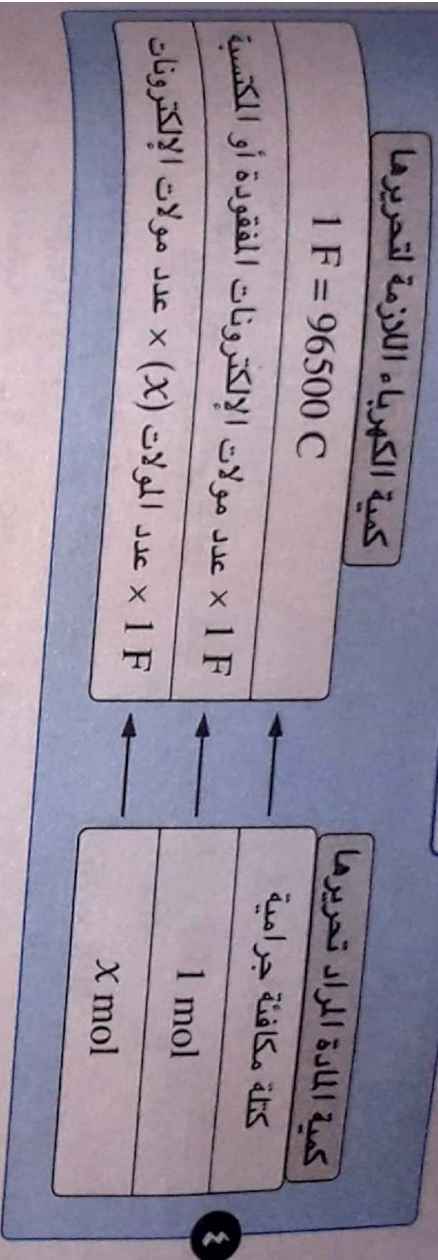 ٤
كمية المادة المراد تحريرها
كمية الكهرباء اللازمة لتحريرها
كتلة مكافئة جرامية
1 F = 96500 C
1 mol
1 F × عدد مولات الإلكترونات المفقودة أو المكتسبة
X mol
1 F × عدد المولات (X) × عدد مولات الإلكترونات